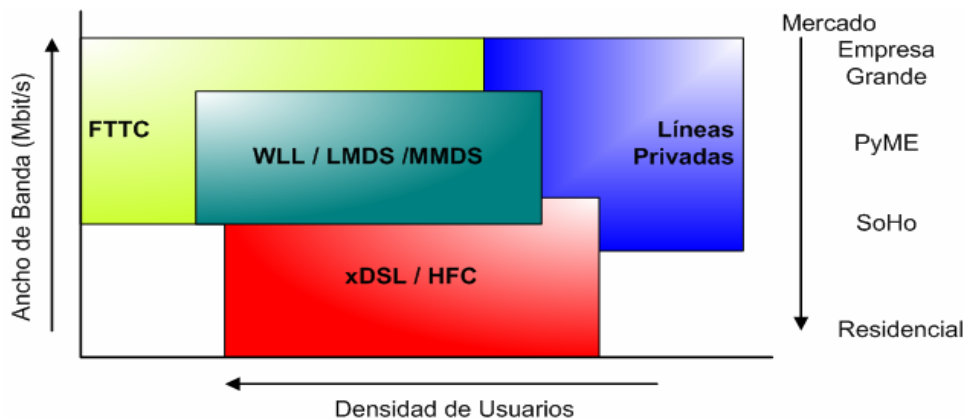 Mercado
Empresa
Grande
PyME
SoHo
Residencial
Ancho de Banda (Mbit/s)
FTTC
WLL / LMDS /MMDS
Líneas
Privadas
xDSL / HFC
Densidad de Usuarios